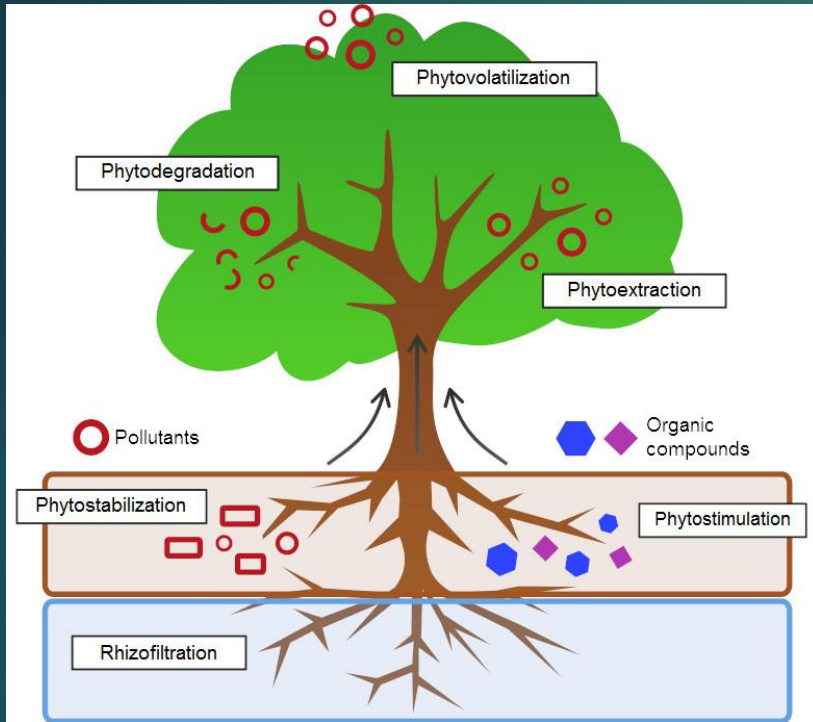 Phytovolatilization
Phytodegradation
Phytoextraction
Pollutants
Organic
compounds
Phytostabilization
Phytostimulation
Rhizofiltration